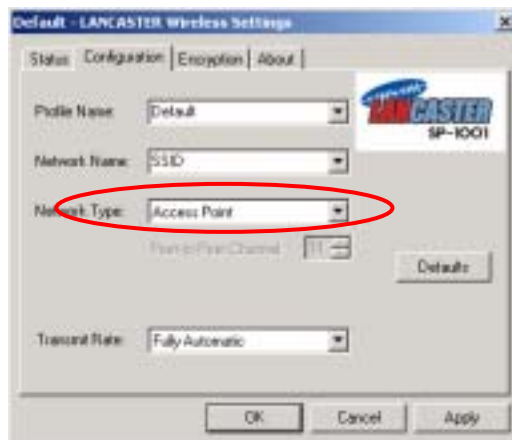 Default - LANCASTER Wireless Settings
Status Configuration Encryption About
Profile Name: Default
LANCASTER
SP-1001
Network Name: SSID
Network Type: Access Point
Peer-to-Peer Channel 11
Defaults
Transmit Rate: Fully Automatic
OK Cancel Apply